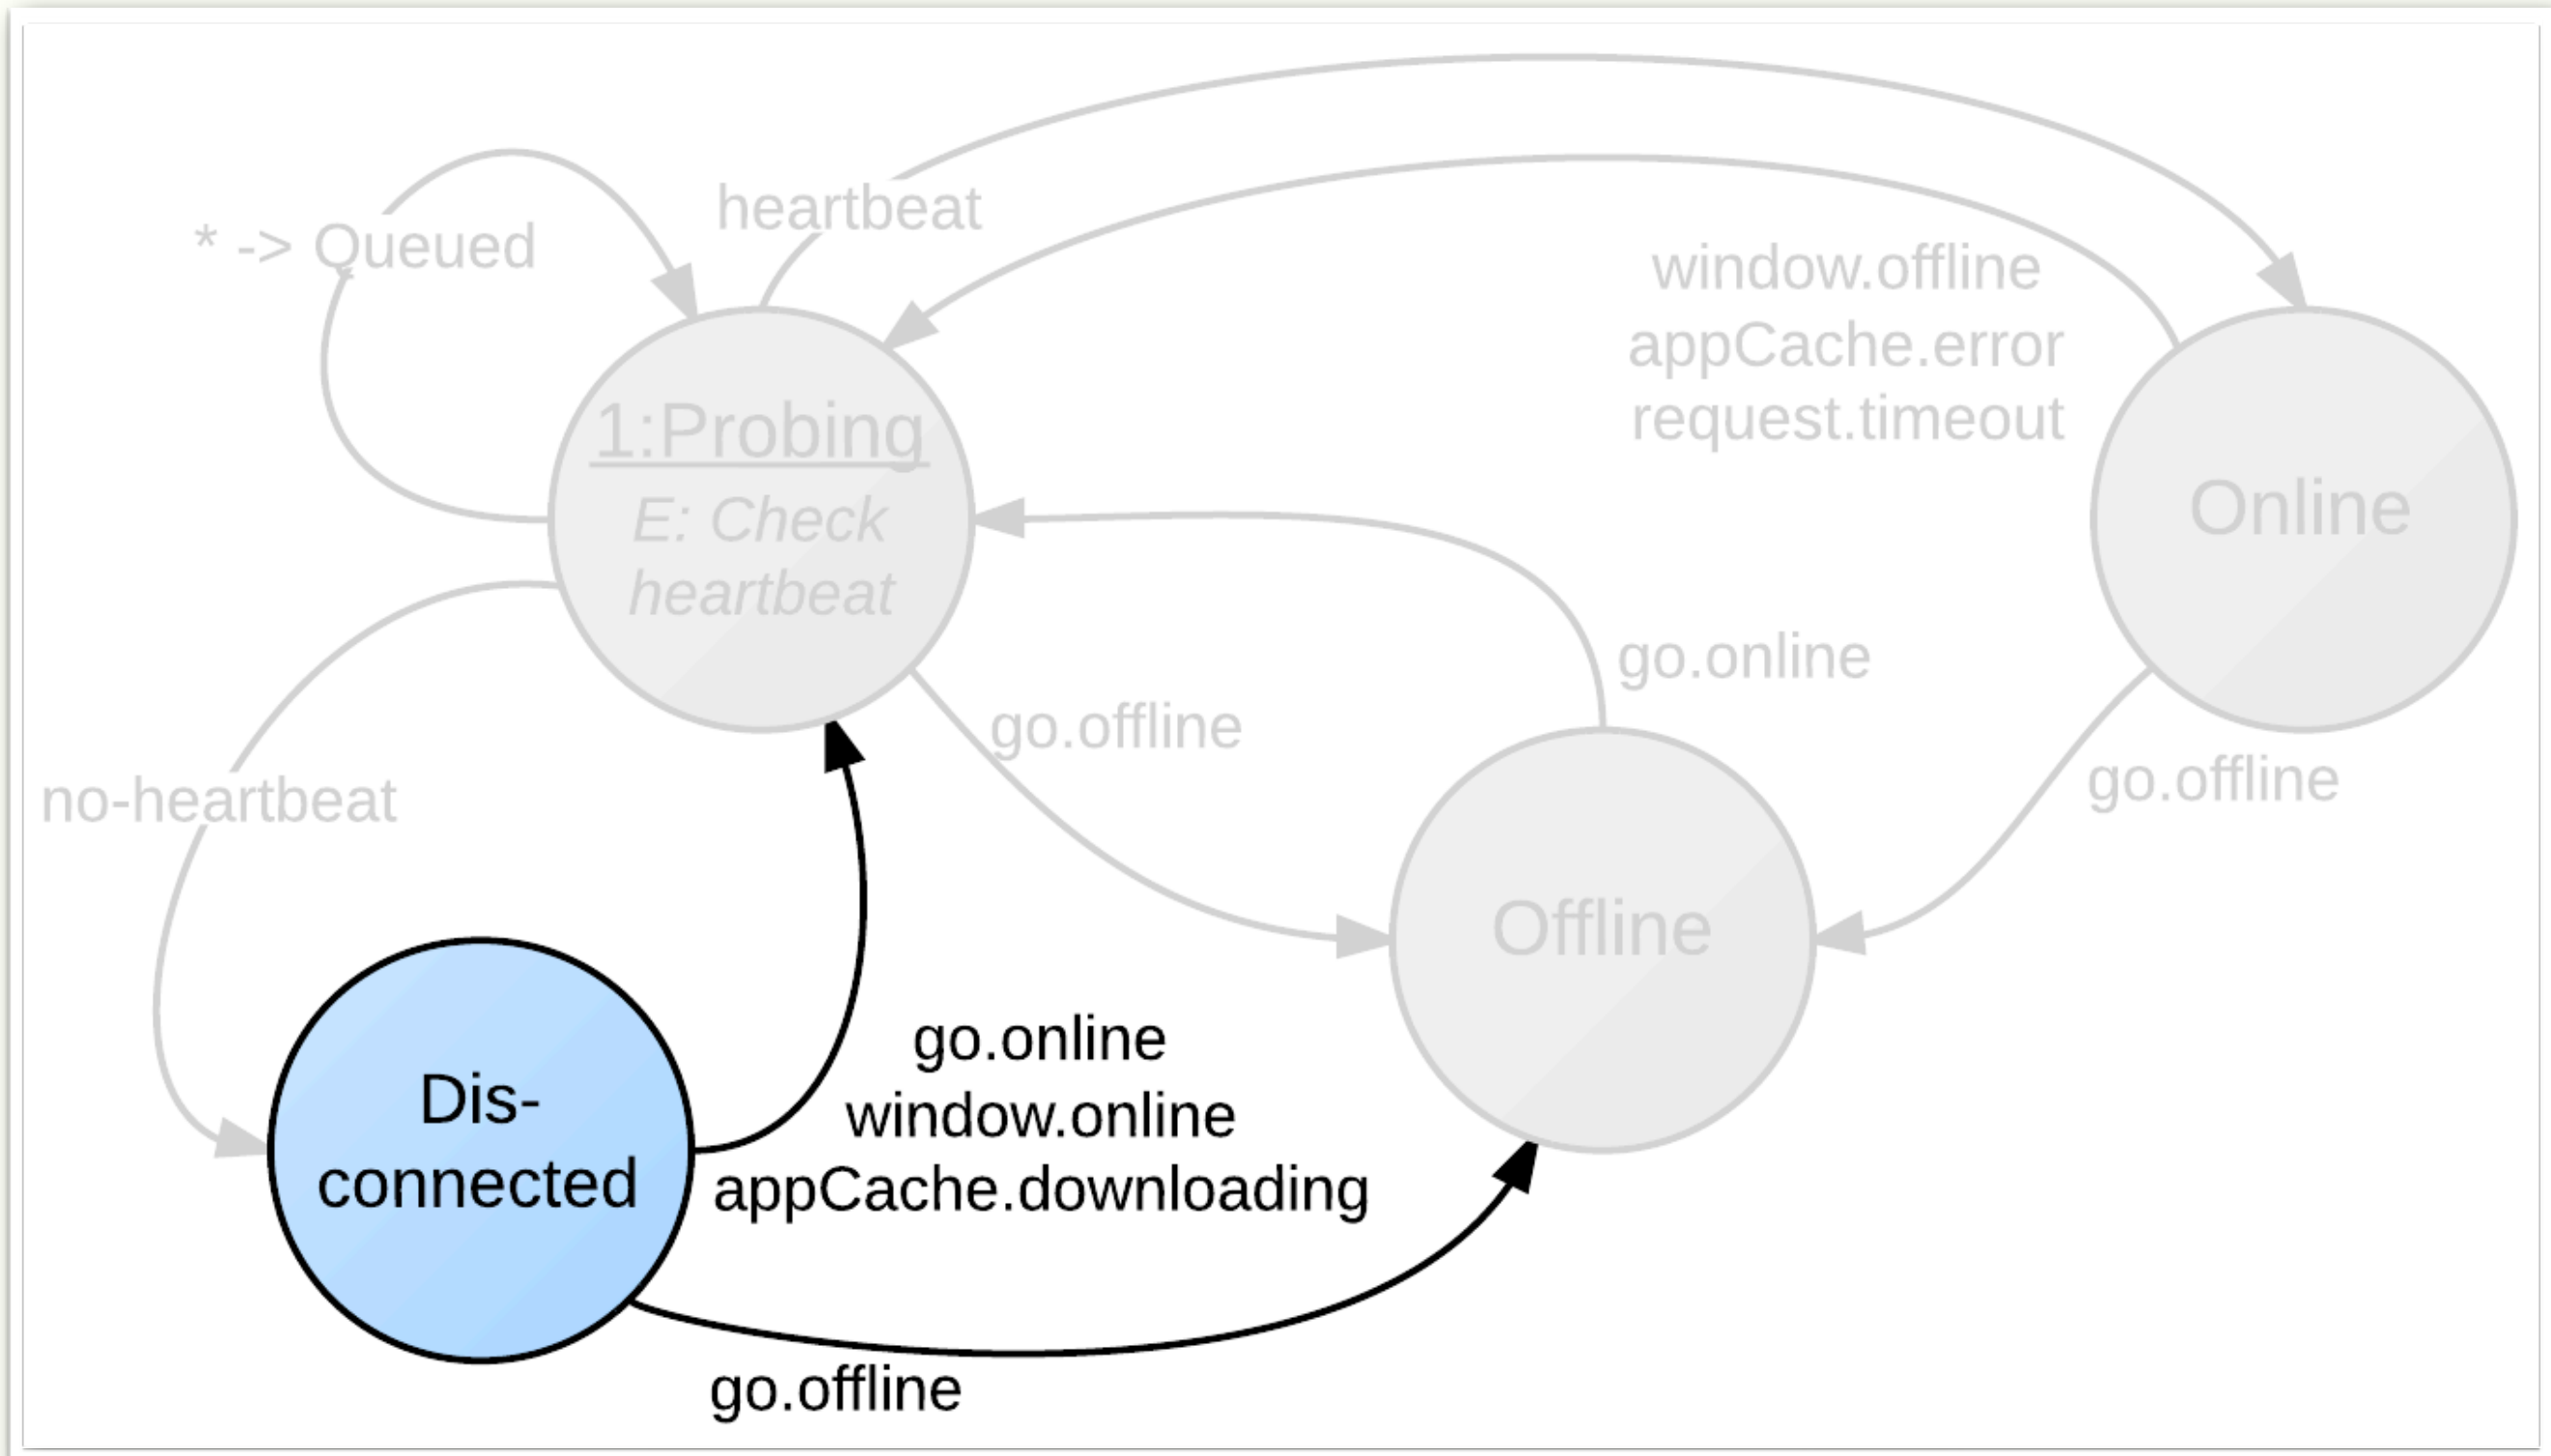 heartbeat
* -> Queued
window.offline
appCache.error
request.timeout
1:Probing
E: Check
heartbeat
Online
go.online
go.offline
go.offline
no-heartbeat
Offline
Dis-
connected
go.online
window.online
appCache.downloading
go.offline